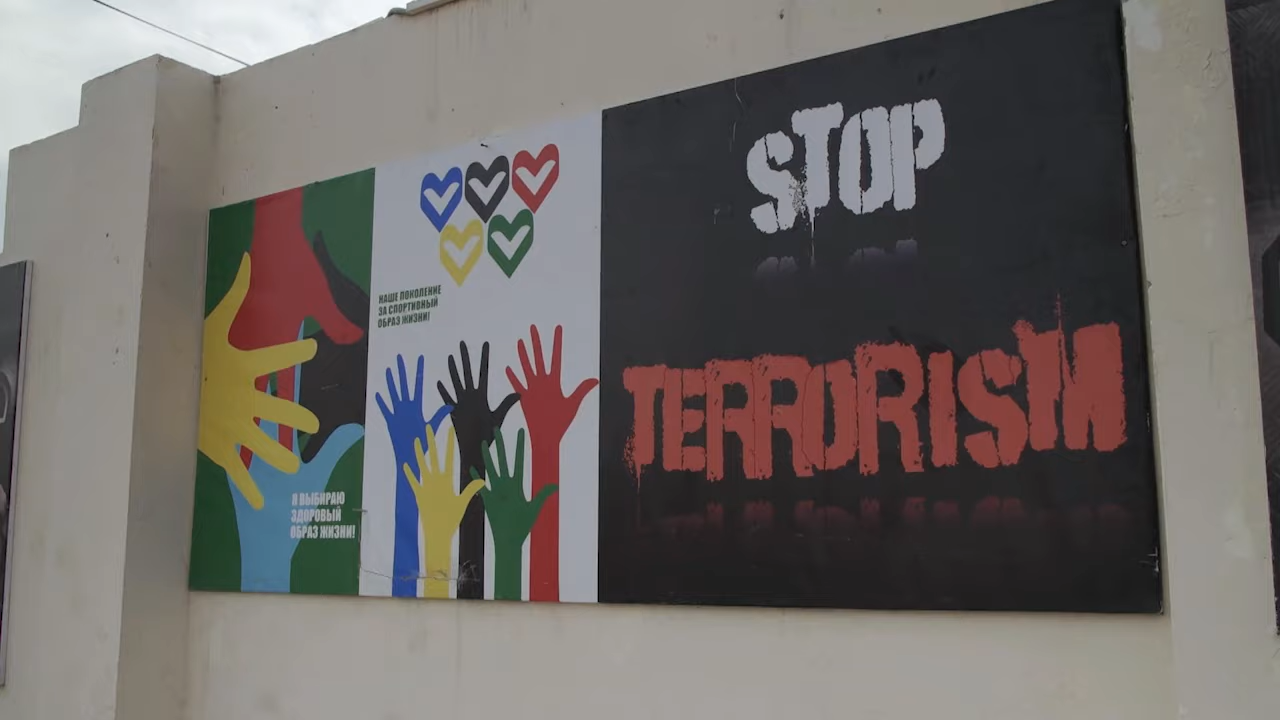 Я ВЫБИРАЮ
ЗДОРОВЫЙ
ОБРАЗ ЖИЗНИ!
НАШЕ ПОКОЛЕНИЕ
ЗА СПОРТИВНЫЙ
ОБРАЗ ЖИЗНИ!
STOP
TERRORISM